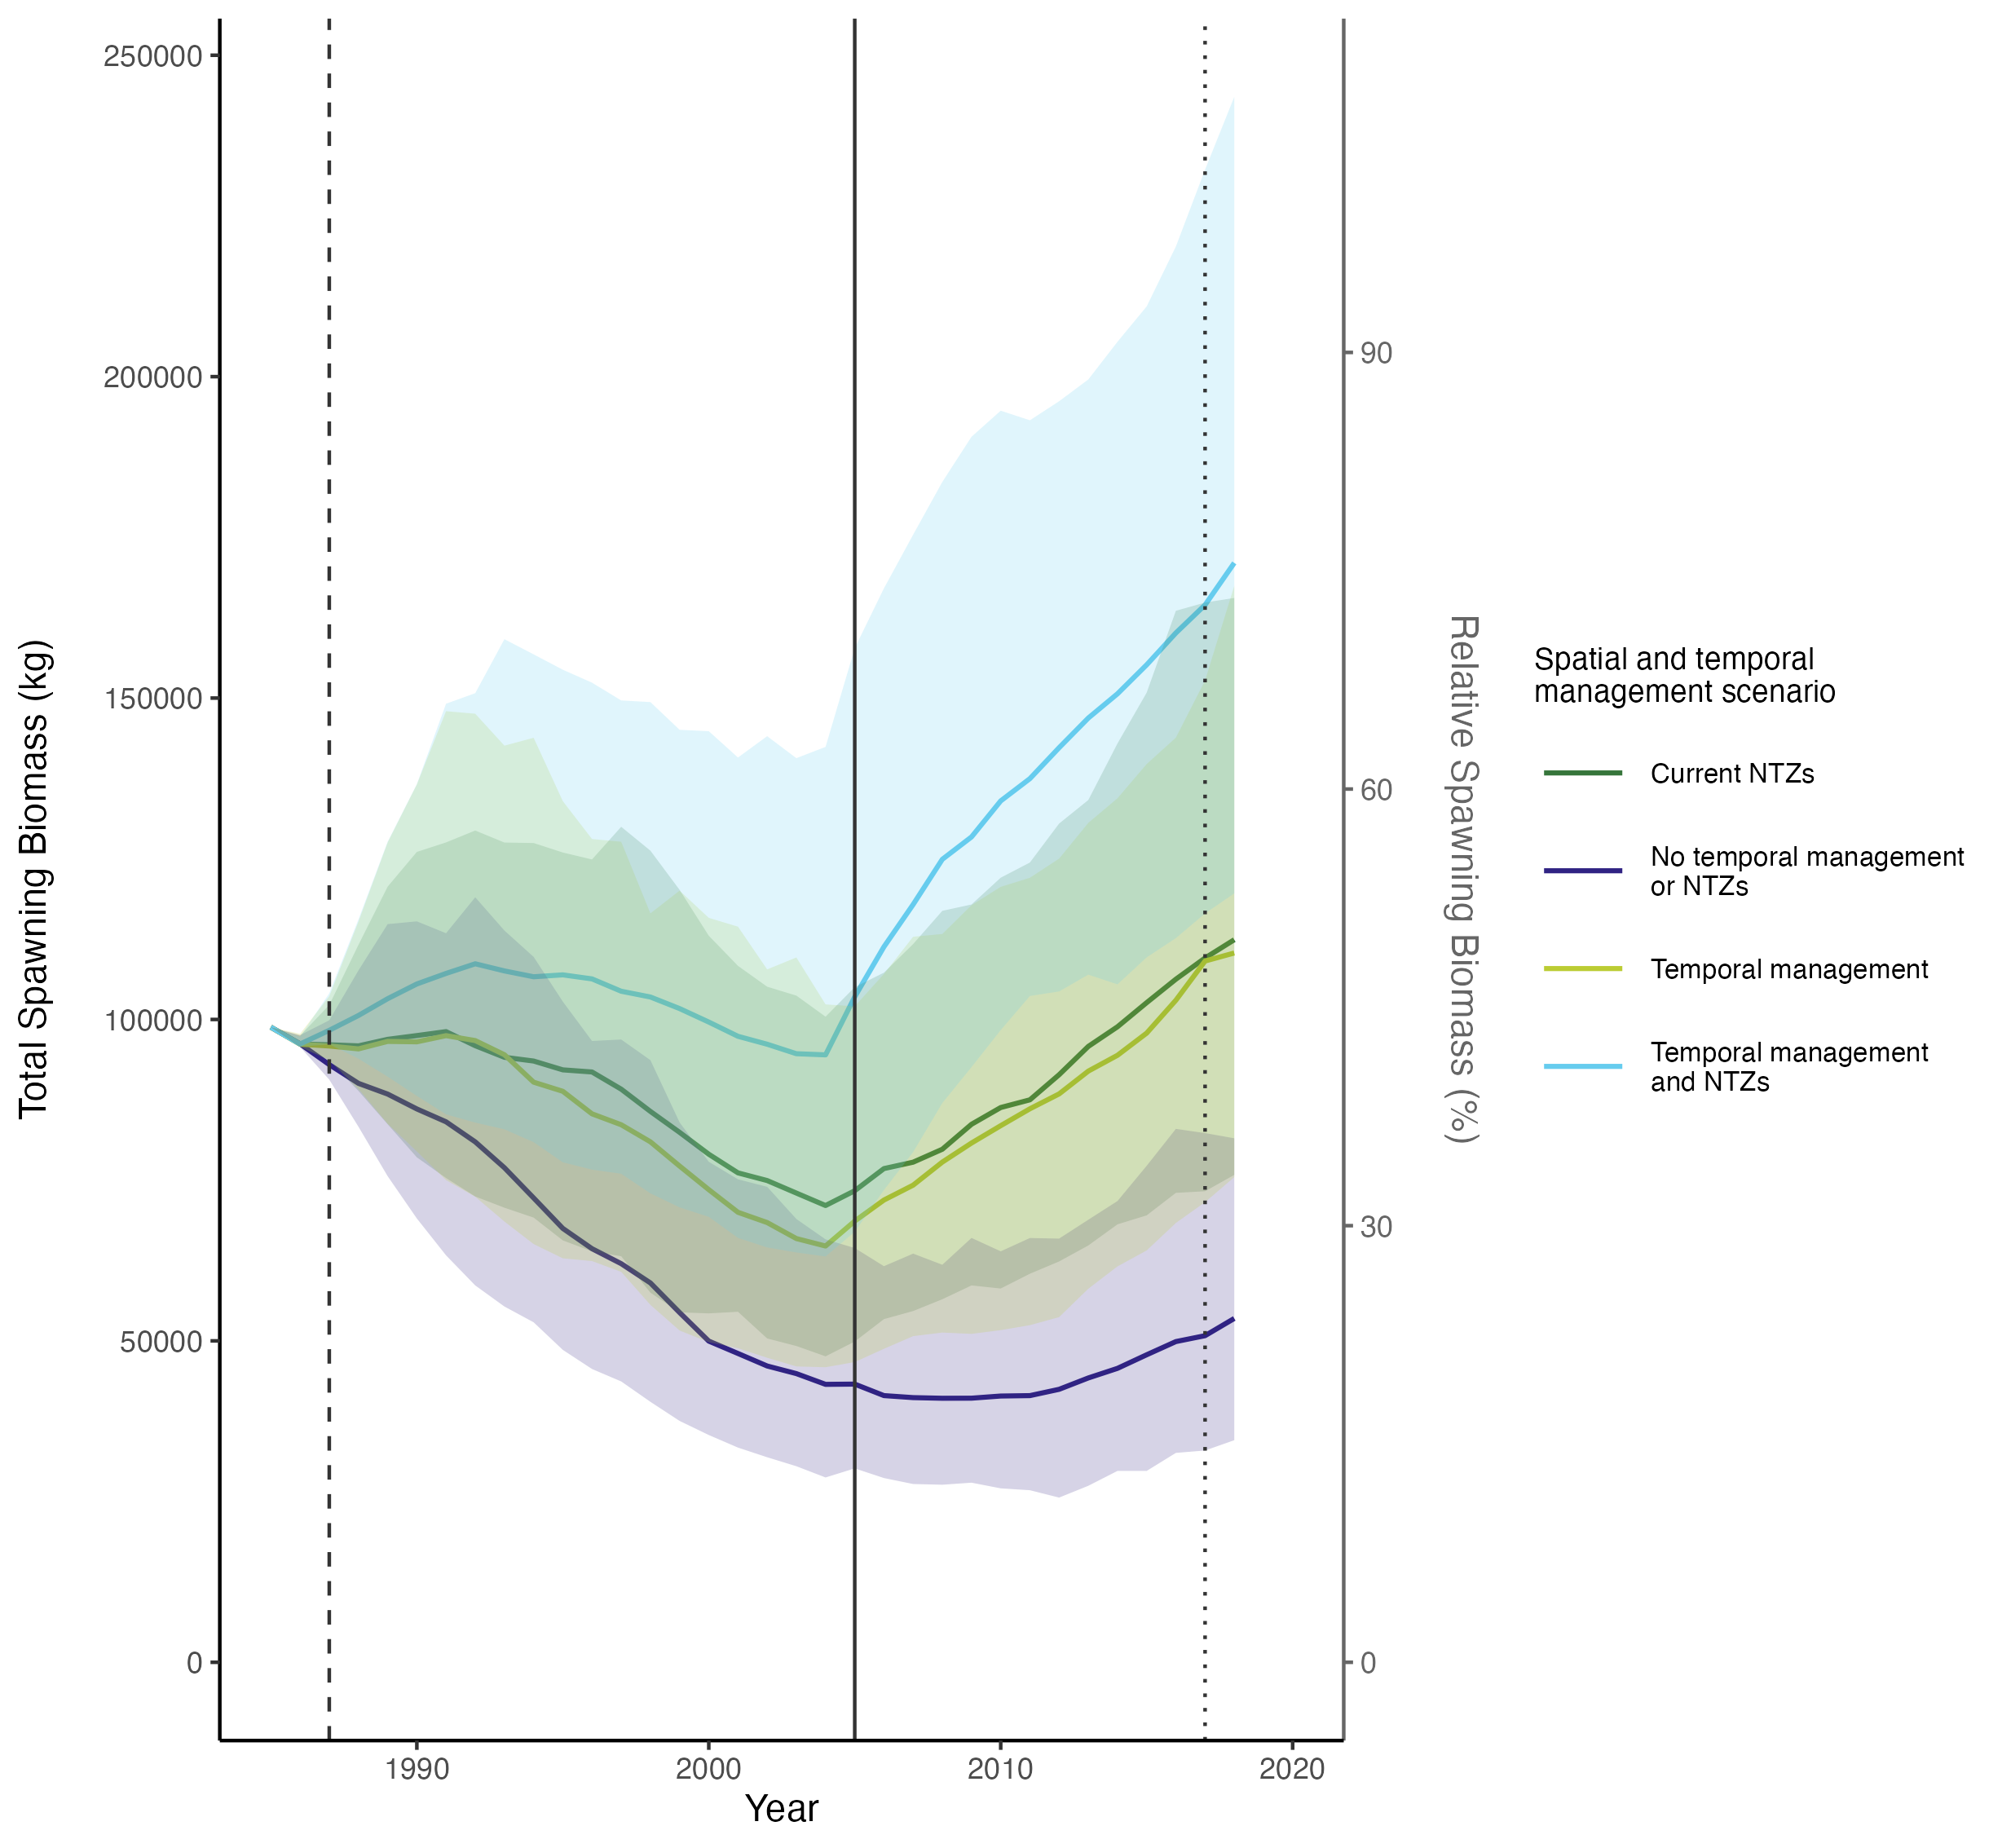 Total Spawning Biomass (kg)
250000
200000
150000
100000
50000
0
1990
2000
2010
2020
Year
90
60
30
0
Relative Spawning Biomass (%)
Spatial and temporal
management scenario
Current NTZs
No temporal management
or NTZs
Temporal management
Temporal management
and NTZs